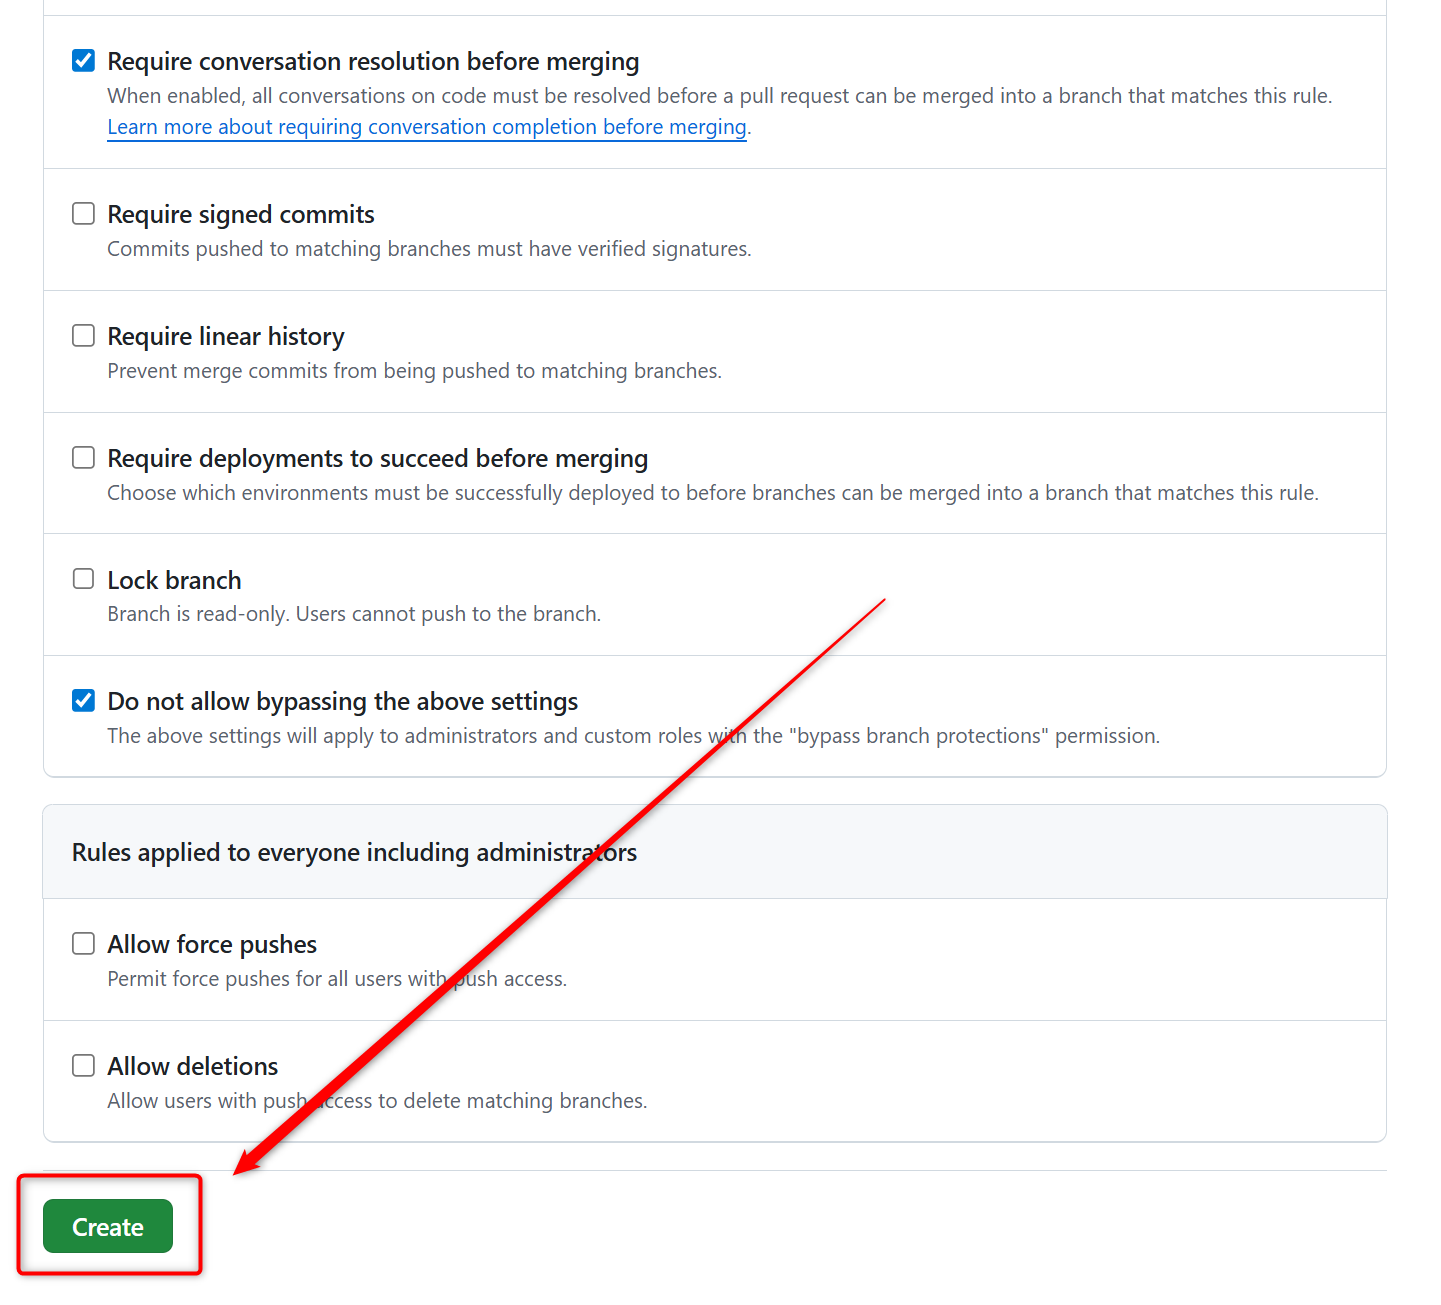 Require conversation resolution before merging
When enabled, all conversations on code must be resolved before a pull request can be merged into a branch that matches this rule.
Learn more about requiring conversation completion before merging.
Require signed commits
Commits pushed to matching branches must have verified signatures.
Require linear history
Prevent merge commits from being pushed to matching branches.
Require deployments to succeed before merging
Choose which environments must be successfully deployed to before branches can be merged into a branch that matches this rule.
Lock branch
Branch is read-only. Users cannot push to the branch.
Do not allow bypassing the above settings
The above settings will apply to administrators and custom roles with the "bypass branch protections" permission.
Rules applied to everyone including administrators
Allow force pushes
Permit force pushes for all users with push access.
Allow deletions
Allow users with push access to delete matching branches.
Create